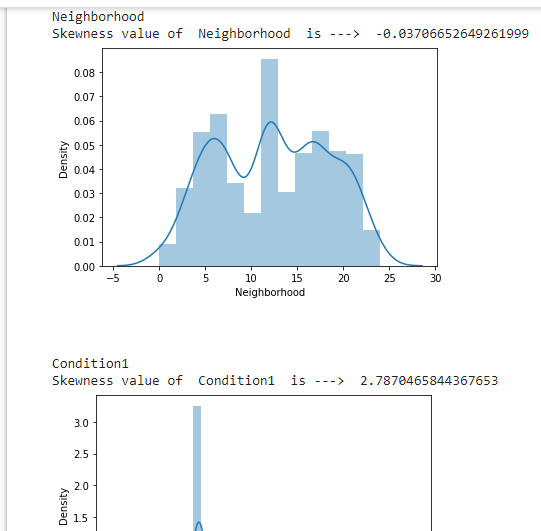 Neighborhood
Skewness value of  Neighborhood  is --->  -0.03706652649261999
0.08
0.07
0.06
0.05
0.04
0.03
0.02
0.01
0.00
Density
−5 0 5 10 15 20 25 30
Neighborhood
Condition1
Skewness value of  Condition1  is --->  2.7870465844367653
3.0
2.5
2.0
1.5
Density